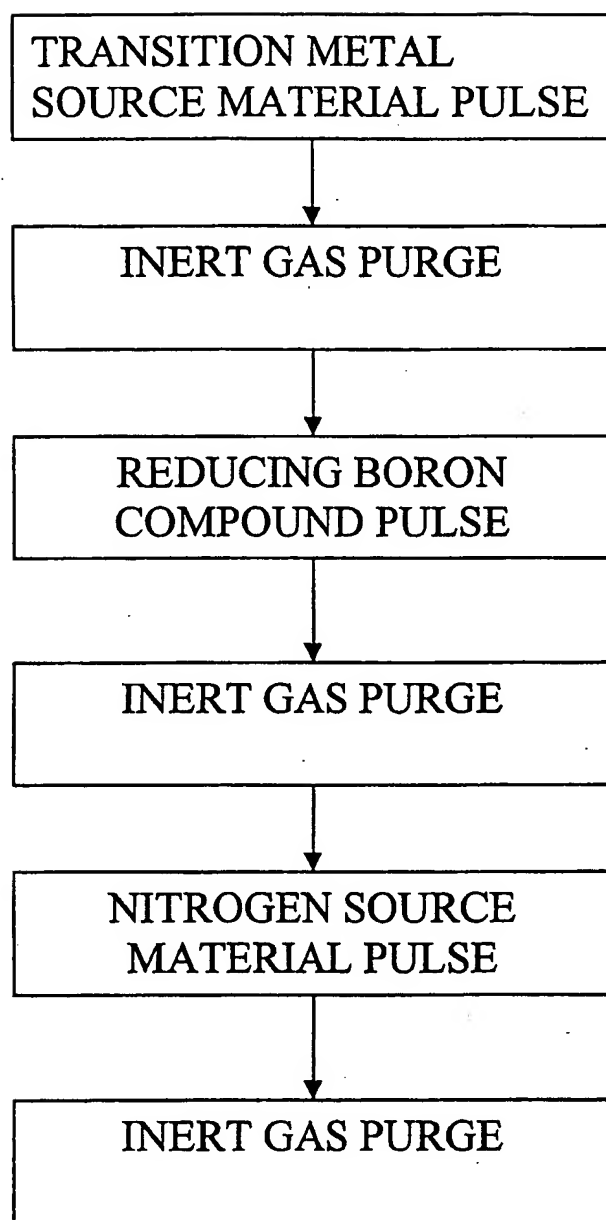 TRANSITION METAL
SOURCE MATERIAL PULSE
INERT GAS PURGE
REDUCING BORON
COMPOUND PULSE
INERT GAS PURGE
NITROGEN SOURCE
MATERIAL PULSE
INERT GAS PURGE